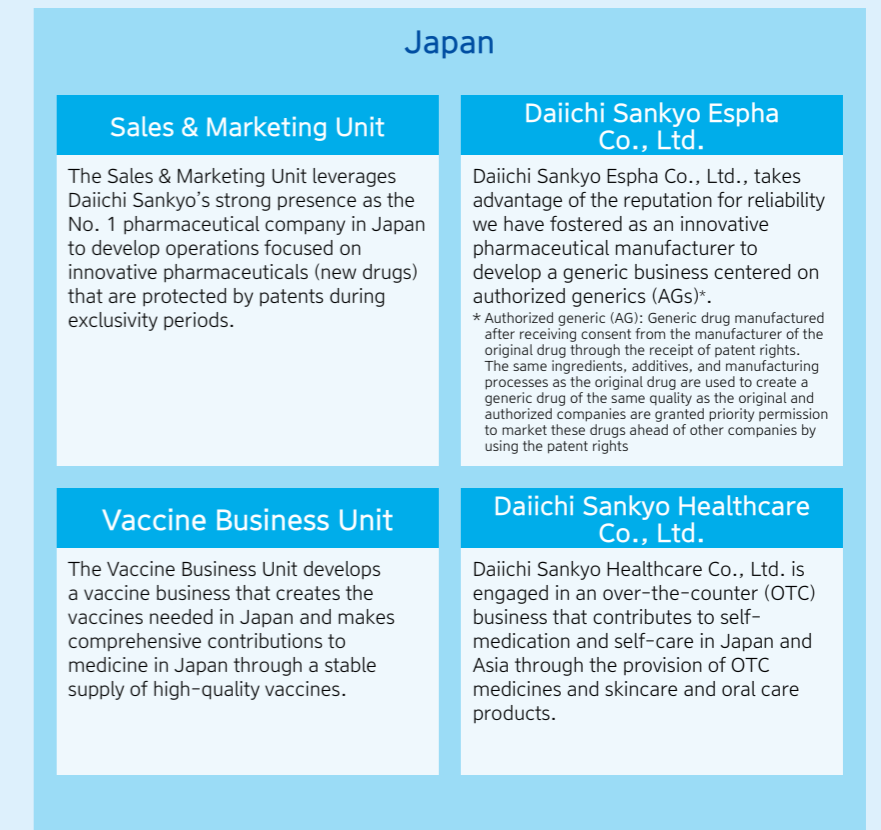 Japan
Sales & Marketing Unit
The Sales & Marketing Unit leverages
Daiichi Sankyo's strong presence as the
No. 1 pharmaceutical company in Japan
to develop operations focused on
innovative pharmaceuticals (new drugs)
that are protected by patents during
exclusivity periods.
Daiichi Sankyo Espha
Co., Ltd.
Daiichi Sankyo Espha Co., Ltd., takes
advantage of the reputation for reliability
we have fostered as an innovative
pharmaceutical manufacturer to
develop a generic business centered on
authorized generics (AGs)*.
* Authorized generic (AG): Generic drug manufactured
after receiving consent from the manufacturer of the
original drug through the receipt of patent rights.
The same ingredients, additives, and manufacturing
processes as the original drug are used to create a
generic drug of the same quality as the original and
authorized companies are granted priority permission
to market these drugs ahead of other companies by
using the patent rights
Vaccine Business Unit
The Vaccine Business Unit develops
a vaccine business that creates the
vaccines needed in Japan and makes
comprehensive contributions to
medicine in Japan through a stable
supply of high-quality vaccines.
Daiichi Sankyo Healthcare
Co., Ltd.
Daiichi Sankyo Healthcare Co., Ltd. is
engaged in an over-the-counter (OTC)
business that contributes to self-
medication and self-care in Japan and
Asia through the provision of OTC
medicines and skincare and oral care
products.